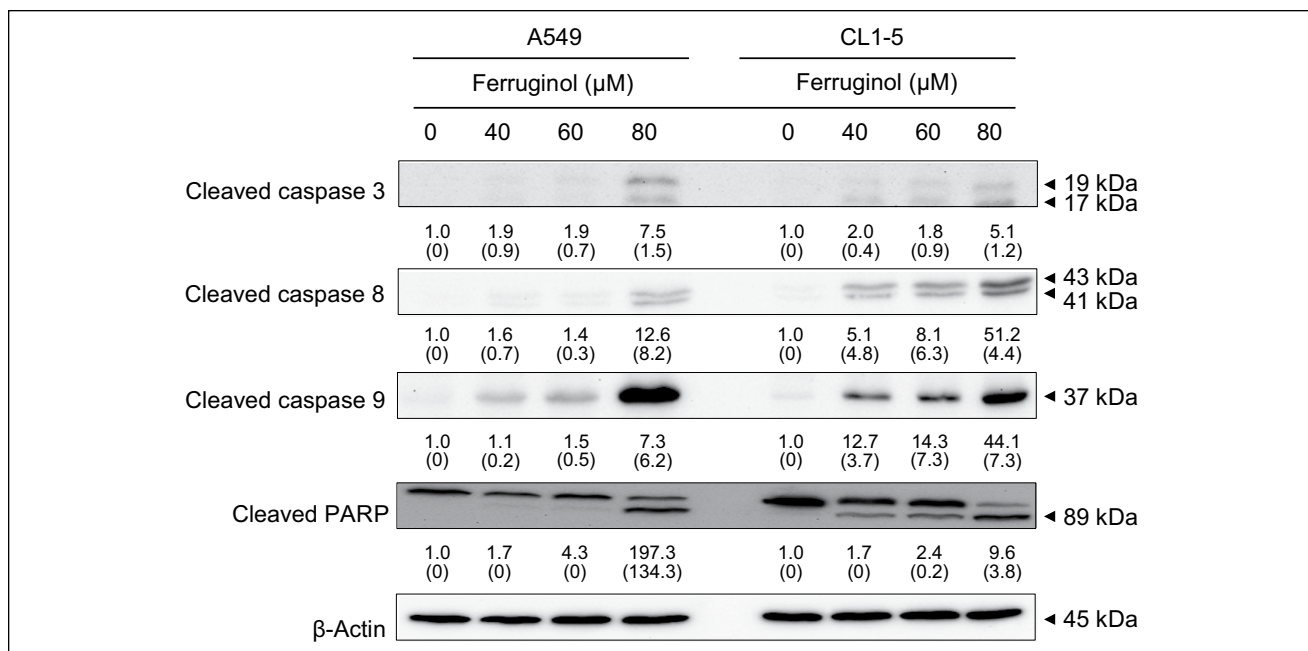 A549 CL1-5
Ferruginol (μM) Ferruginol (μM)
0 40 60 80 0 40 60 80
Cleaved caspase 3 ◄ 19 kDa
◄ 17 kDa
1.0 1.9 1.9 7.5 1.0 2.0 1.8 5.1
(0) (0.9) (0.7) (1.5) (0) (0.4) (0.9) (1.2)
Cleaved caspase 8 ◄ 43 kDa
◄ 41 kDa
1.0 1.6 1.4 12.6 1.0 5.1 8.1 51.2
(0) (0.7) (0.3) (8.2) (0) (4.8) (6.3) (4.4)
Cleaved caspase 9 ◄ 37 kDa
1.0 1.1 1.5 7.3 1.0 12.7 14.3 44.1
(0) (0.2) (0.5) (6.2) (0) (3.7) (7.3) (7.3)
Cleaved PARP ◄ 89 kDa
1.0 1.7 4.3 197.3 1.0 1.7 2.4 9.6
(0) (0) (0) (134.3) (0) (0) (0.2) (3.8)
β-Actin ◄ 45 kDa